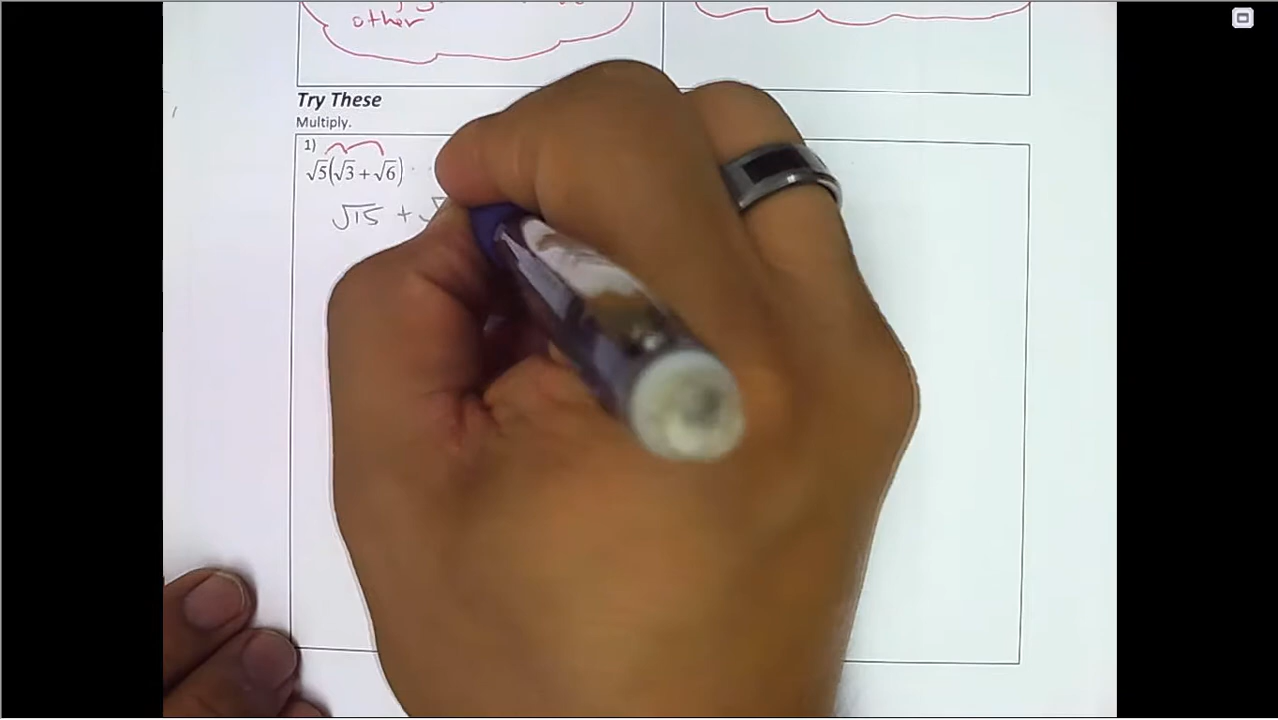 other
Try These
Multiply.
1)
√5(√3 + √6)
√15 + √